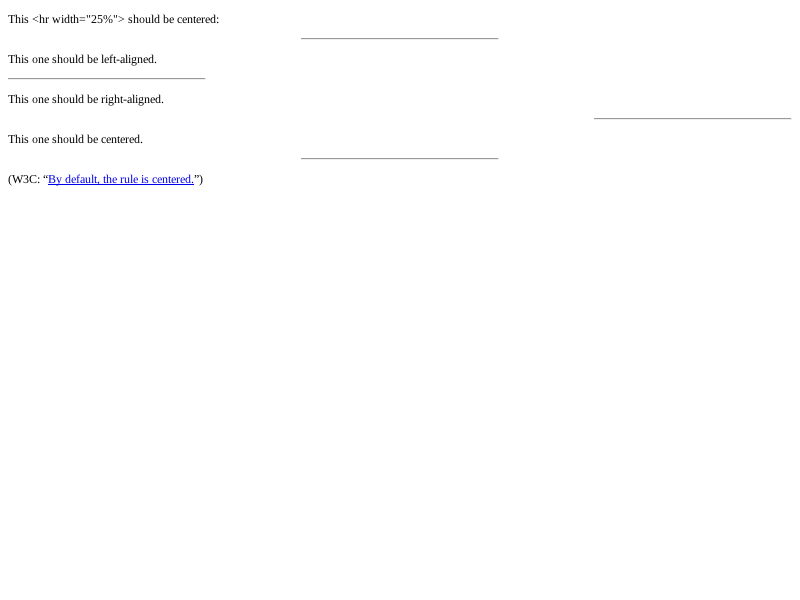 This <hr width="25%"> should be centered:
This one should be left-aligned.
This one should be right-aligned.
This one should be centered.
(W3C: “By default, the rule is centered.”)